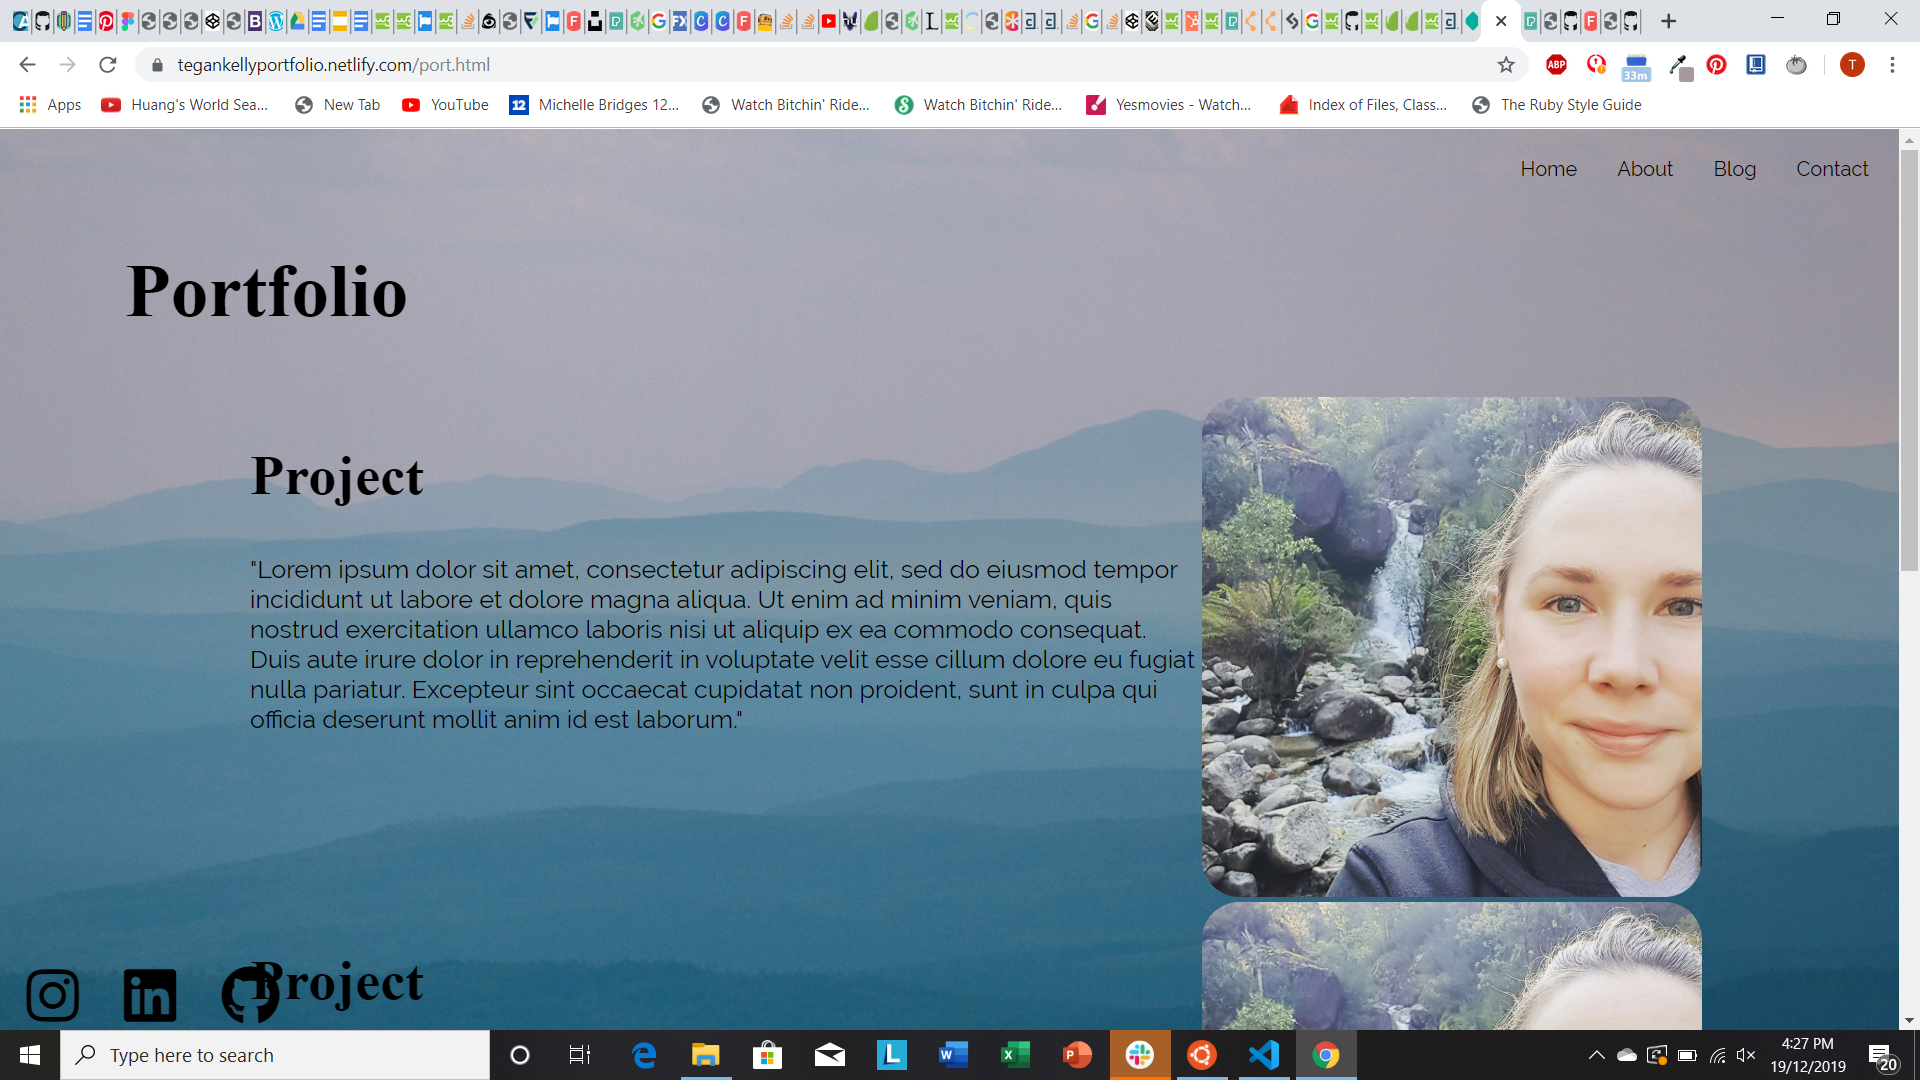 tegankellyportfolio.netlify.com/port.html
ABP
33m
T
Apps
Huang's World Sea...
New Tab
YouTube
12
Michelle Bridges 12...
Watch Bitchin' Ride...
Watch Bitchin' Ride...
Yesmovies - Watch...
Index of Files, Class...
The Ruby Style Guide
Home
About
Blog
Contact
Portfolio
Project
"Lorem ipsum dolor sit amet, consectetur adipiscing elit, sed do eiusmod tempor
incididunt ut labore et dolore magna aliqua. Ut enim ad minim veniam, quis
nostrud exercitation ullamco laboris nisi ut aliquip ex ea commodo consequat.
Duis aute irure dolor in reprehenderit in voluptate velit esse cillum dolore eu fugiat
nulla pariatur. Excepteur sint occaecat cupidatat non proident, sunt in culpa qui
officia deserunt mollit anim id est laborum."
Project
in
Type here to search
4:27 PM
19/12/2019
20